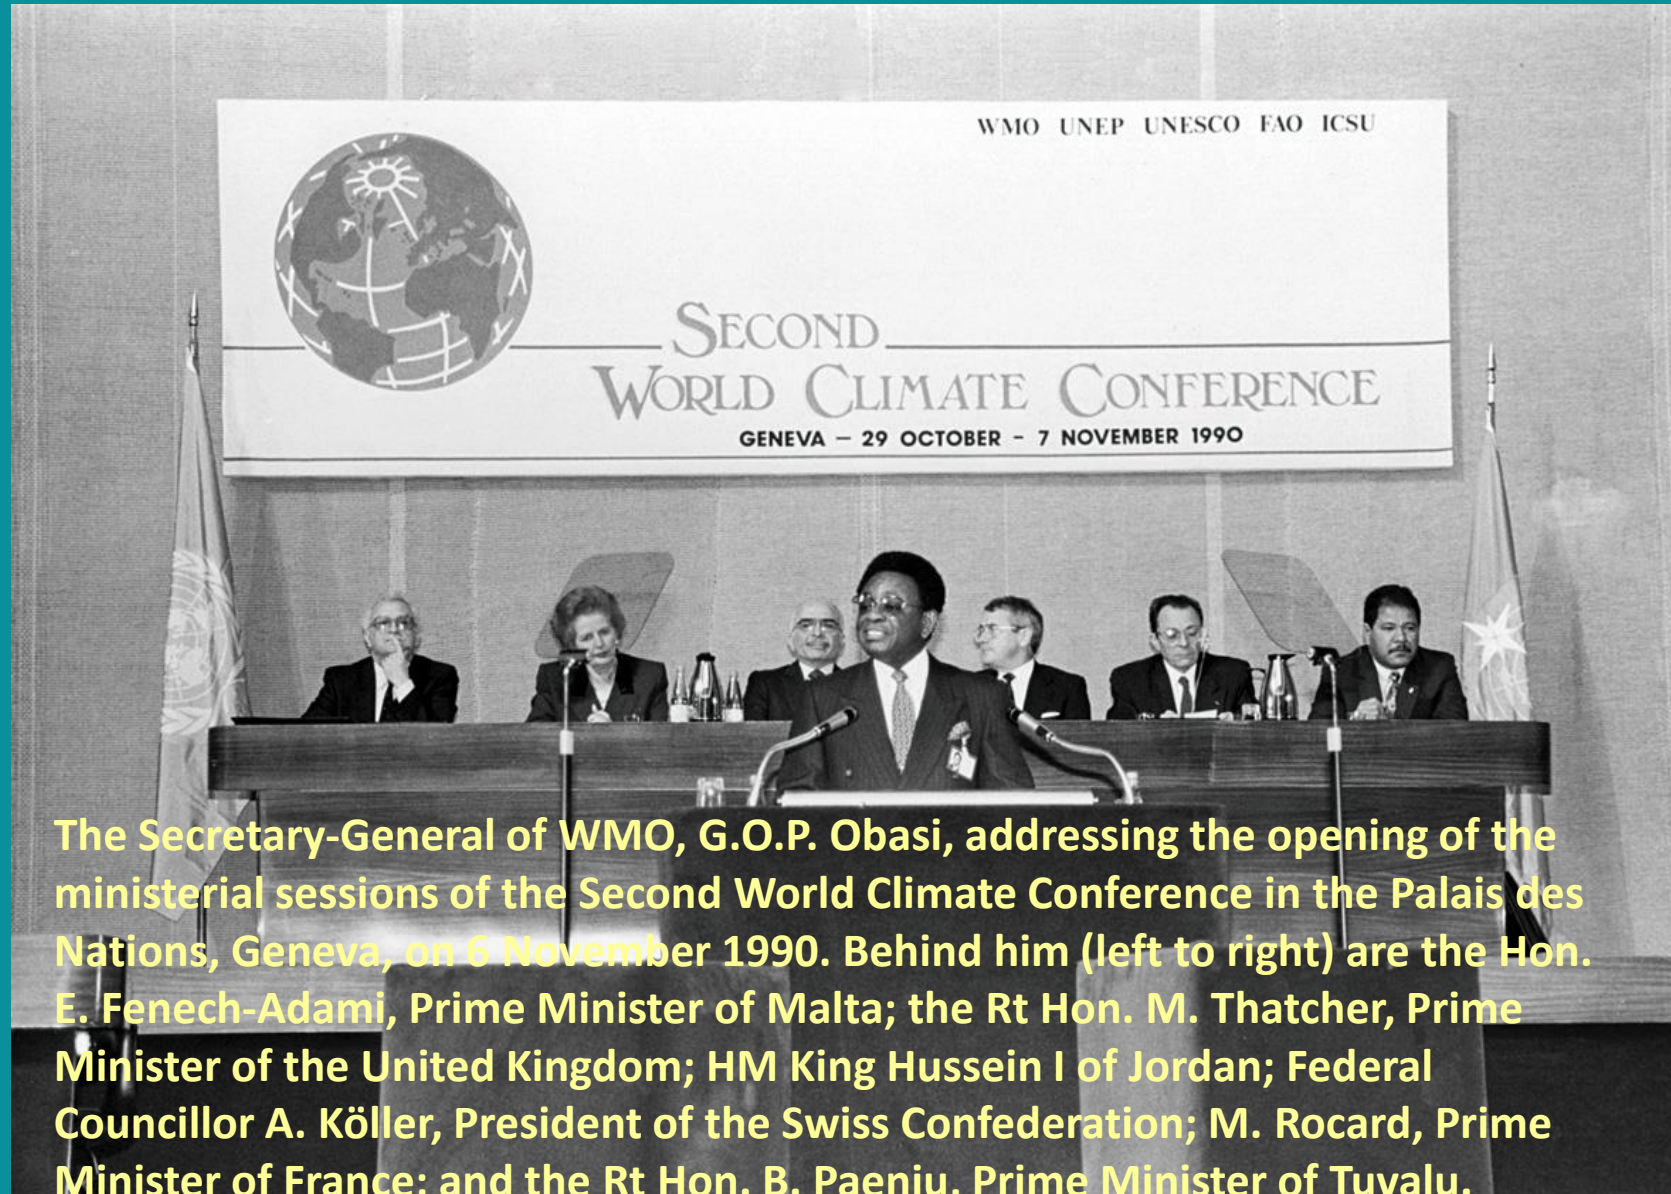 WMO UNEP UNESCO FAO ICSU
SECOND
WORLD CLIMATE CONFERENCE
GENEVA – 29 OCTOBER - 7 NOVEMBER 1990
The Secretary-General of WMO, G.O.P. Obasi, addressing the opening of the
ministerial sessions of the Second World Climate Conference in the Palais des
Nations, Geneva, on 6 November 1990. Behind him (left to right) are the Hon.
E. Fenech-Adami, Prime Minister of Malta; the Rt Hon. M. Thatcher, Prime
Minister of the United Kingdom; HM King Hussein I of Jordan; Federal
Councillor A. Köller, President of the Swiss Confederation; M. Rocard, Prime
Minister of France; and the Rt Hon. B. Paeniu, Prime Minister of Tuvalu.